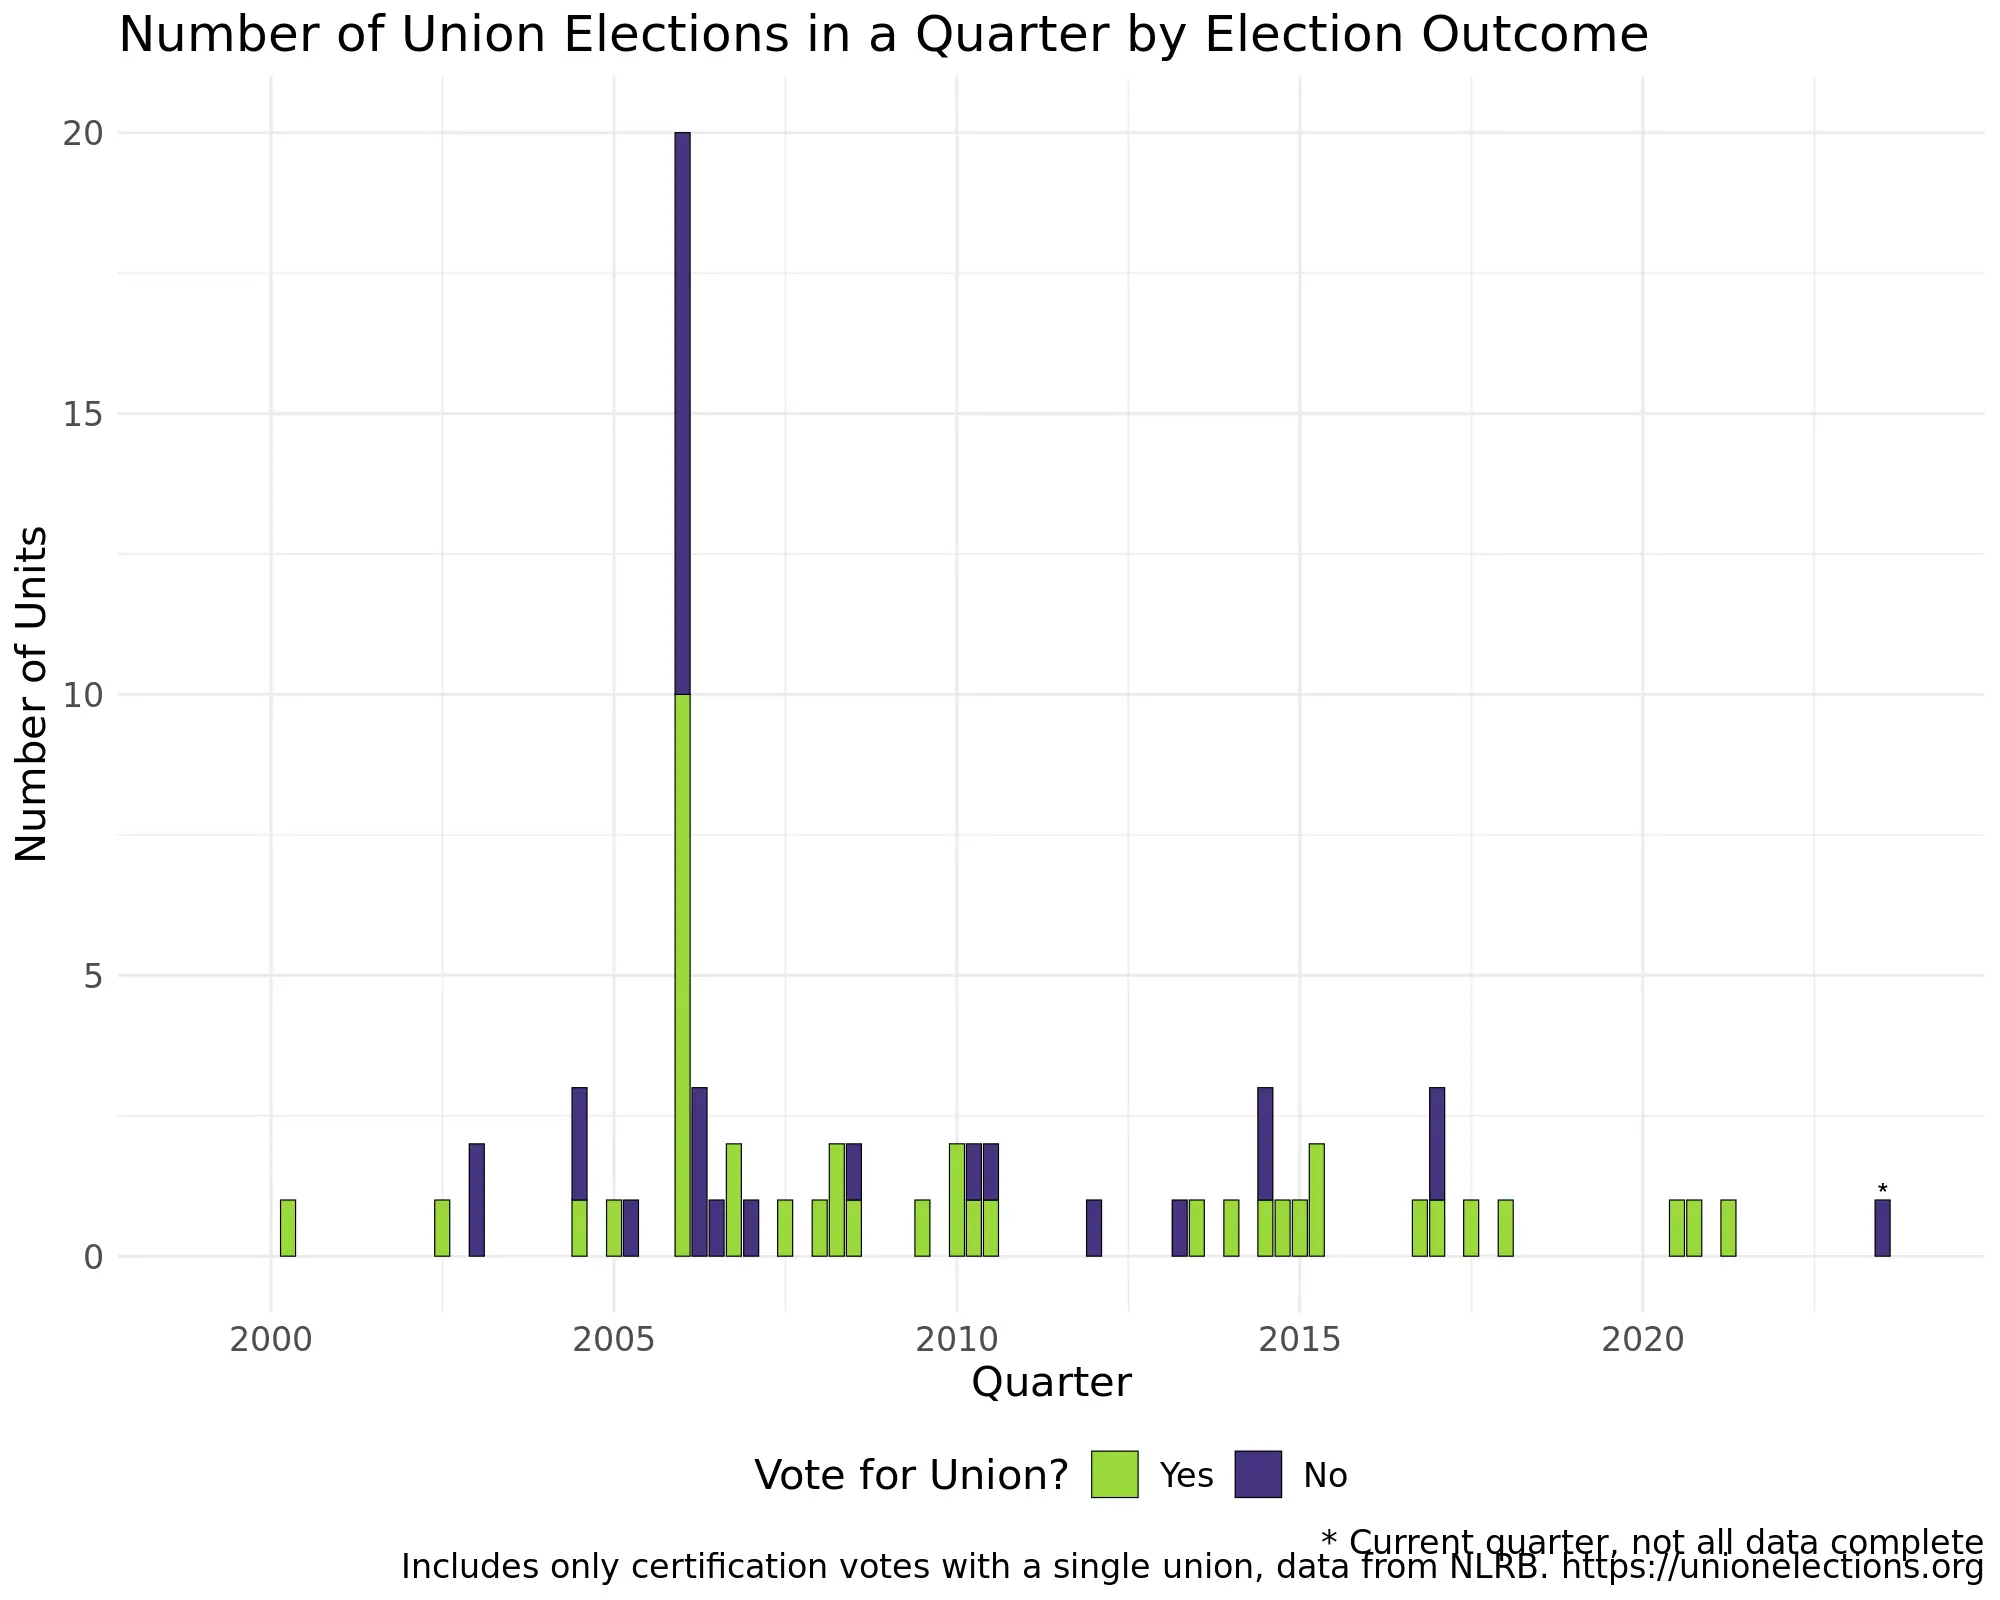 Number of Union Elections in a Quarter by Election Outcome
20
15
10
5
0
Number of Units
*
2000 2005 2010 2015 2020
Quarter
Vote for Union? Yes No
* Current quarter, not all data complete
Includes only certification votes with a single union, data from NLRB. https://unionelections.org